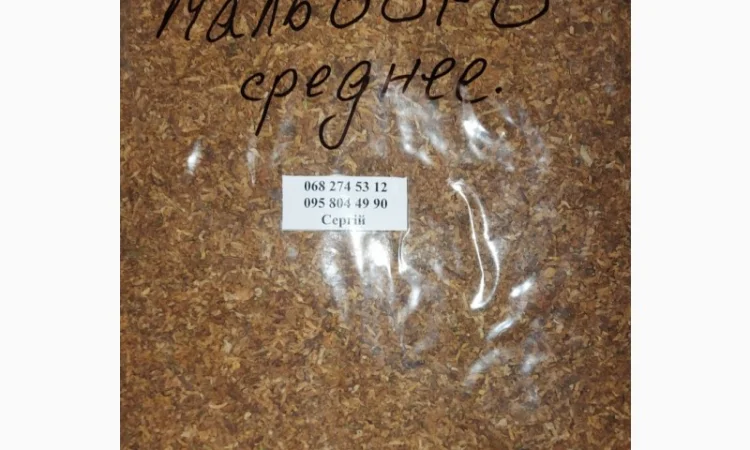 Мальборо
среднее.
068 274 53 12
095 804 49 90
Сергій